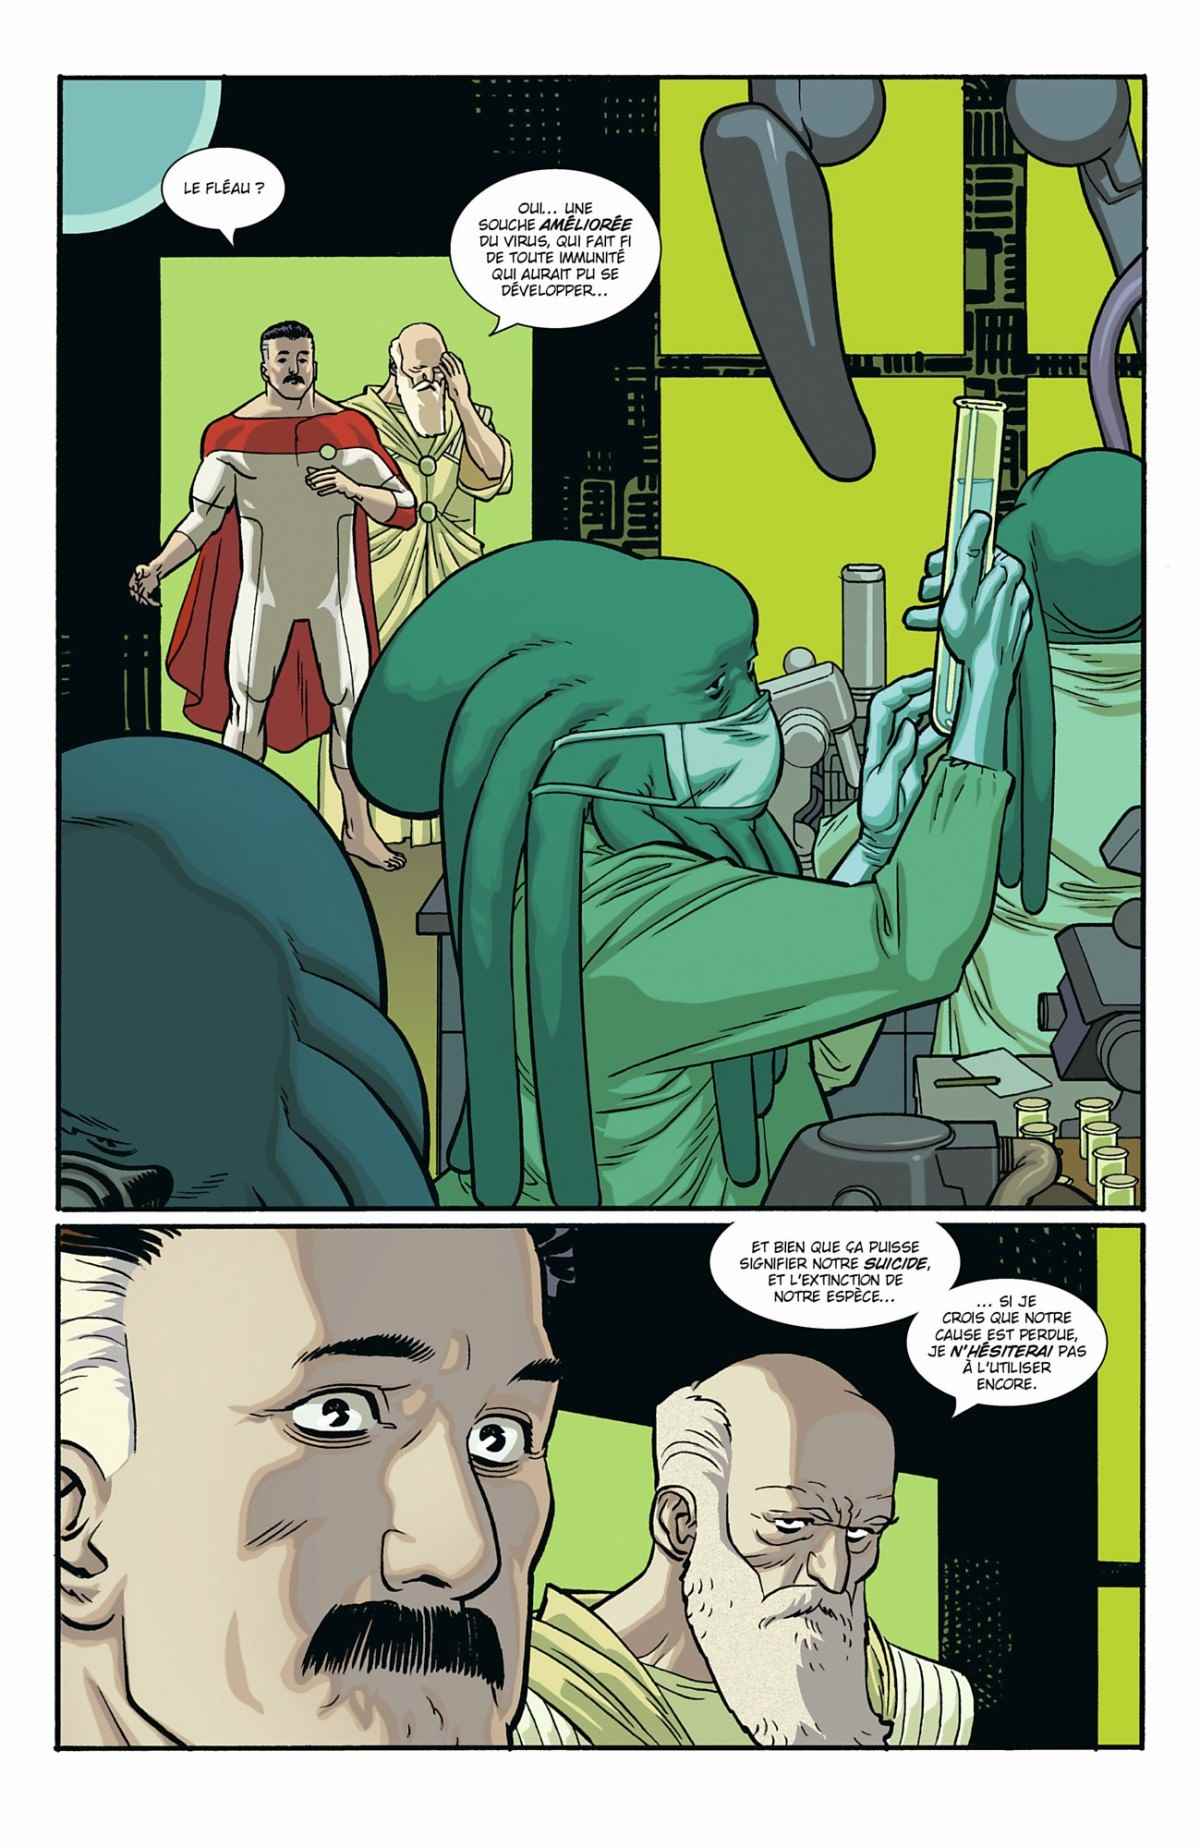 LE FLÉAU ?
OUI... UNE
SOUCHE AMÉLIORÉE
DU VIRUS, QUI FAIT FI
DE TOUTE IMMUNITÉ
QUI AURAIT PU SE
DÉVELOPPER...
ET BIEN QUE ÇA PUISSE
SIGNIFIER NOTRE SUICIDE,
ET L'EXTINCTION DE
NOTRE ESPÈCE...
... SI JE
CROIS QUE NOTRE
CAUSE EST PERDUE,
JE N'HÉSITERAI PAS
À L'UTILISER
ENCORE.